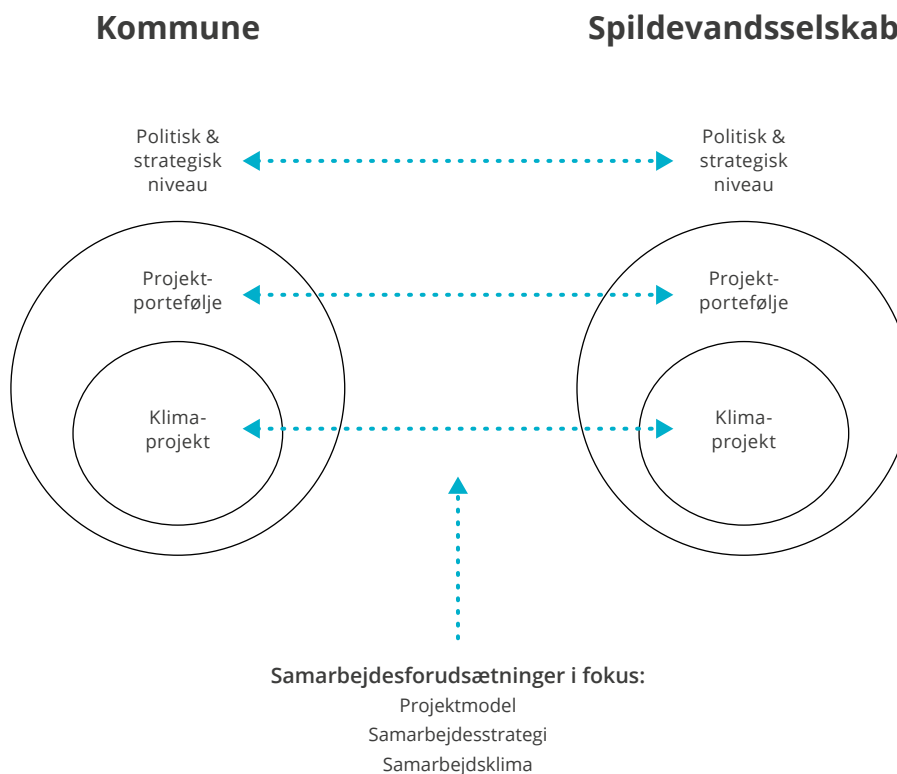 Kommune
Spildevandsselskab
Politisk &
strategisk
niveau
Politisk &
strategisk
niveau
Projekt-
portefølje
Projekt-
portefølje
Klima-
projekt
Klima-
projekt
Samarbejdesforudsætninger i fokus:
Projektmodel
Samarbejdesstrategi
Samarbejdsklima